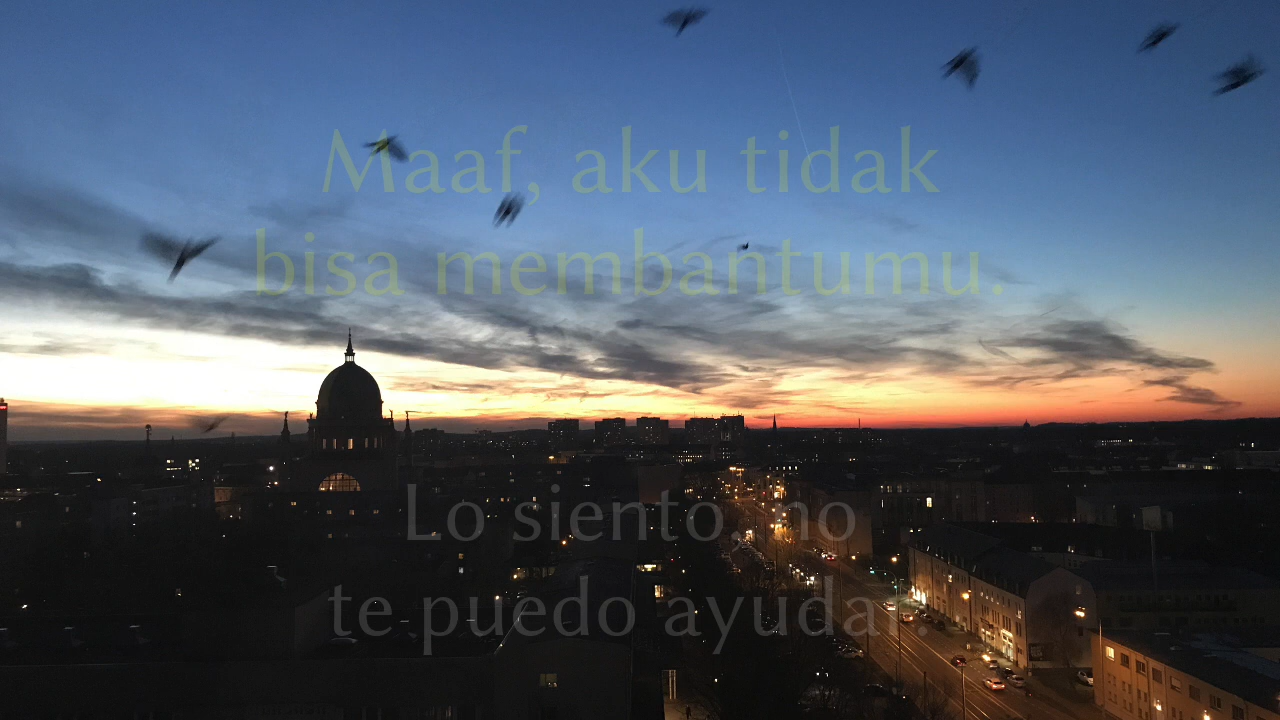 Maaf, aku tidak
bisa membantumu.
Lo siento. no
te puedo ayudar.